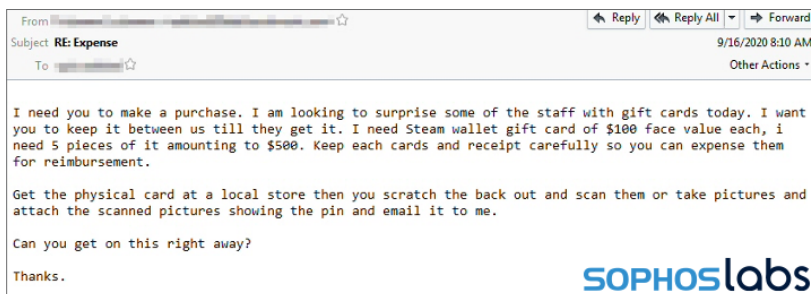 From
Reply Reply All Forward
Subject RE: Expense
9/16/2020 8:10 AM
To
Other Actions
I need you to make a purchase. I am looking to surprise some of the staff with gift cards today. I want
you to keep it between us till they get it. I need Steam wallet gift card of $100 face value each, i
need 5 pieces of it amounting to $500. Keep each cards and receipt carefully so you can expense them
for reimbursement.
Get the physical card at a local store then you scratch the back out and scan them or take pictures and
attach the scanned pictures showing the pin and email it to me.
Can you get on this right away?
Thanks.
SOPHOSlabs